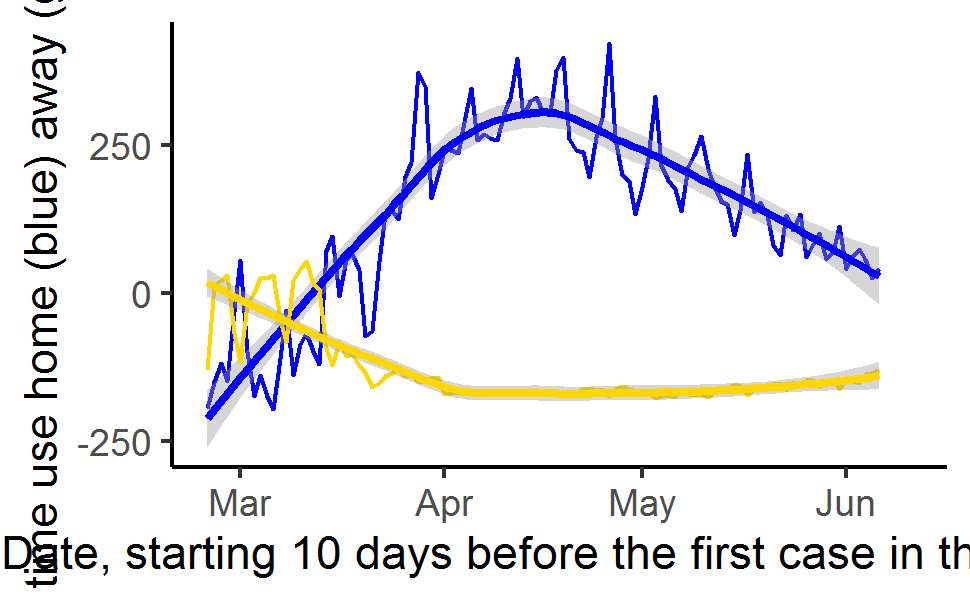 time use home (blue) away (
250
0
-250
Mar Apr May Jun
Date, starting 10 days before the first case in th